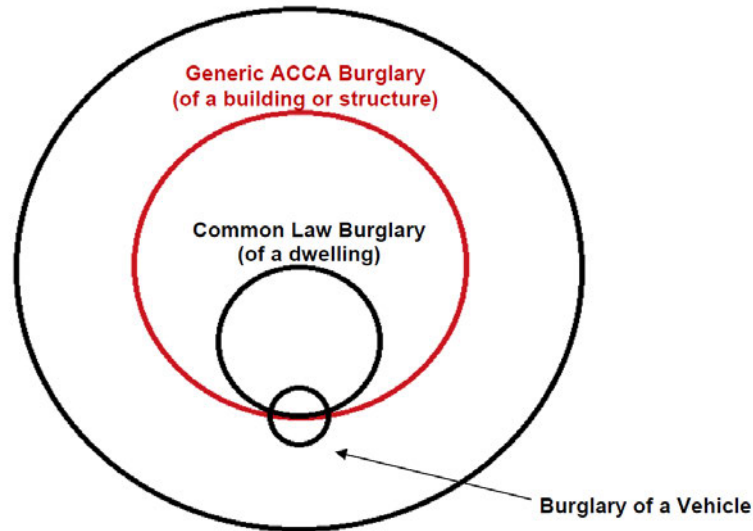 Generic ACCA Burglary
(of a building or structure)
Common Law Burglary
(of a dwelling)
Burglary of a Vehicle